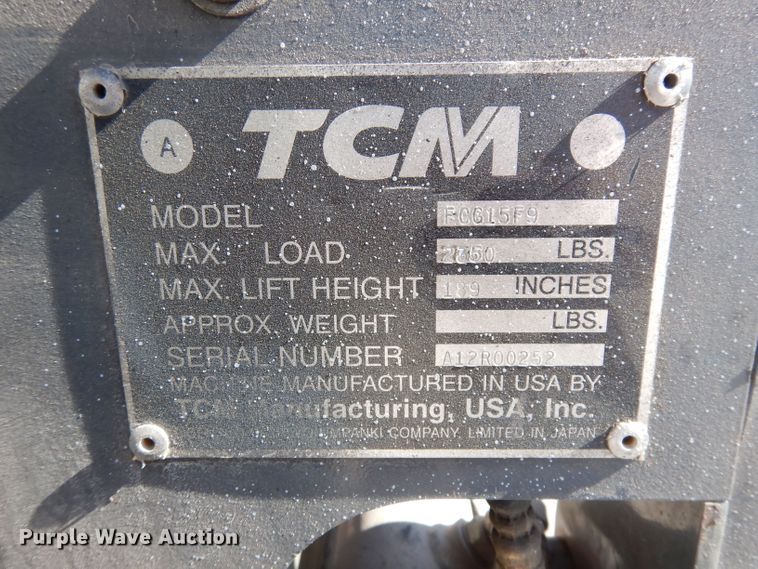 A TCM
MODEL FCG15F9
MAX. LOAD LBS.
MAX. LIFT HEIGHT 189 INCHES
APPROX. WEIGHT LBS.
SERIAL NUMBER A12R00252
MACHINE MANUFACTURED IN USA BY
TCM Manufacturing, USA, Inc.
COMPANY, LIMITED IN JAPAN
Purple Wave Auction